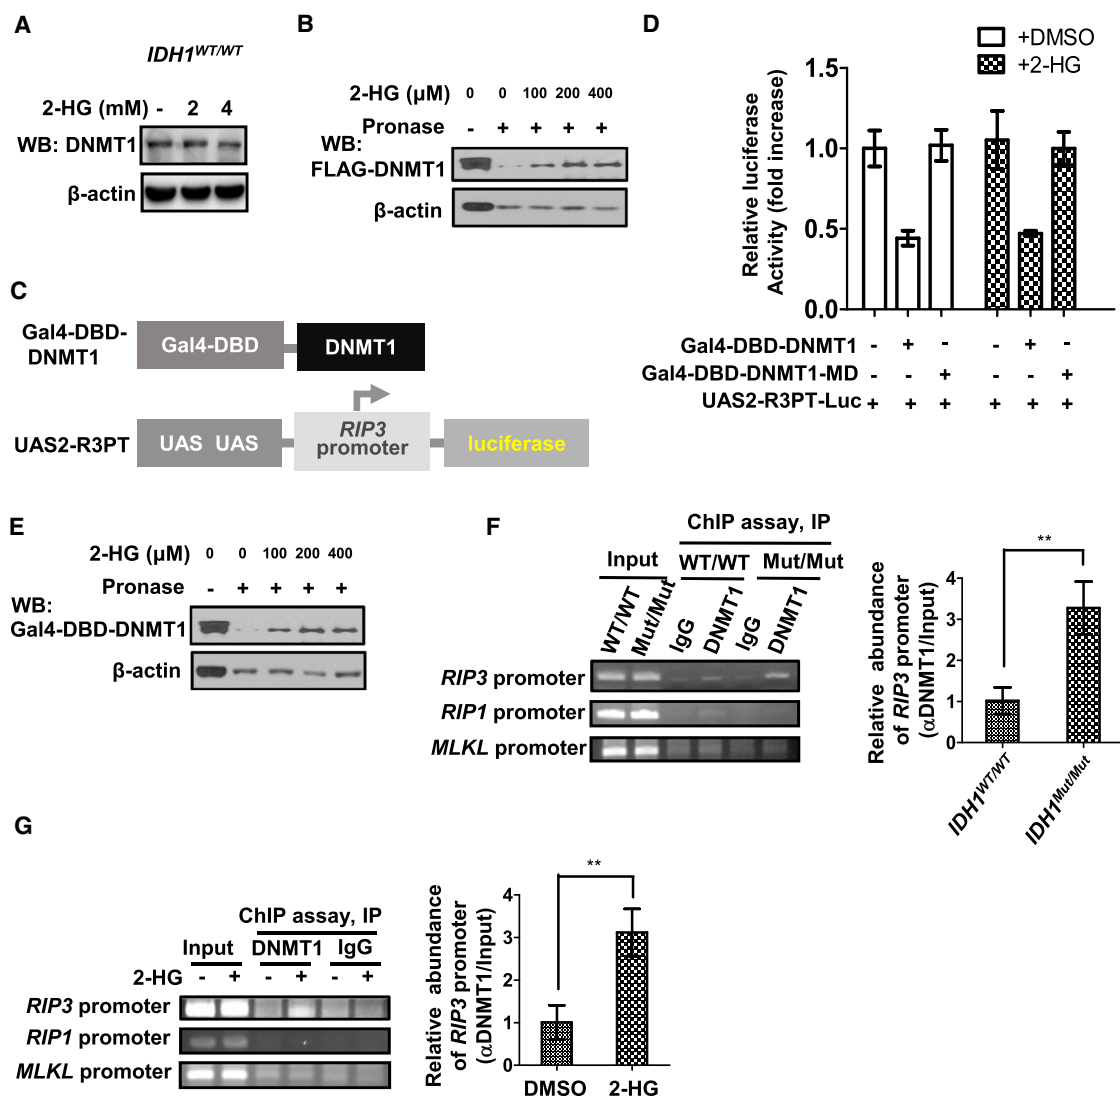 A
IDH1WT/WT
2-HG (mM) - 2 4
WB: DNMT1
β-actin
B
2-HG (µM) 0 0 100 200 400
Pronase - + + + +
WB:
FLAG-DNMT1
β-actin
C
Gal4-DBD-
DNMT1
Gal4-DBD DNMT1
UAS2-R3PT
UAS UAS
RIP3
promoter
luciferase
D
+DMSO
+2-HG
Relative luciferase
Activity (fold increase)
1.5
1.0
0.5
0.0
Gal4-DBD-DNMT1 - + - - + -
Gal4-DBD-DNMT1-MD - - + - - +
UAS2-R3PT-Luc + + + + + +
E
2-HG (µM) 0 0 100 200 400
Pronase - + + + +
WB:
Gal4-DBD-DNMT1
β-actin
F
ChIP assay, IP
Input WT/WT Mut/Mut
WT/WT Mut/Mut IgG DNMT1 IgG DNMT1
RIP3 promoter
RIP1 promoter
MLKL promoter
Relative abundance
of RIP3 promoter
(αDNMT1/Input)
**
4
3
2
1
0
IDH1WT/WT IDH1Mut/Mut
G
ChIP assay, IP
Input DNMT1 IgG
2-HG - + - + - +
RIP3 promoter
RIP1 promoter
MLKL promoter
Relative abundance
of RIP3 promoter
(αDNMT1/Input)
**
4
3
2
1
0
DMSO 2-HG